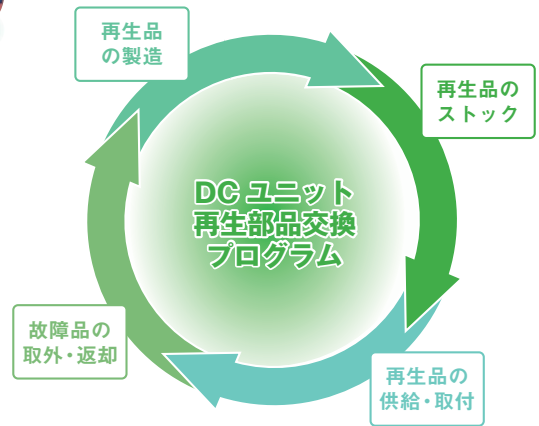 再生品
の製造
再生品の
ストック
DC ユニット
再生部品交換
プログラム
故障品の
取外・返却
再生品の
供給・取付